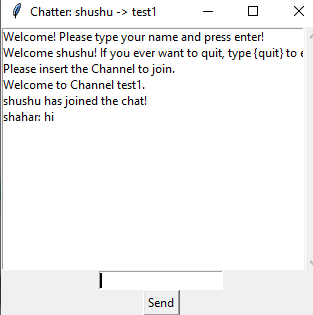 Chatter: shushu -> test1
Welcome! Please type your name and press enter!
Welcome shushu! If you ever want to quit, type {quit} to e
Please insert the Channel to join.
Welcome to Channel test1.
shushu has joined the chat!
shahar: hi
Send